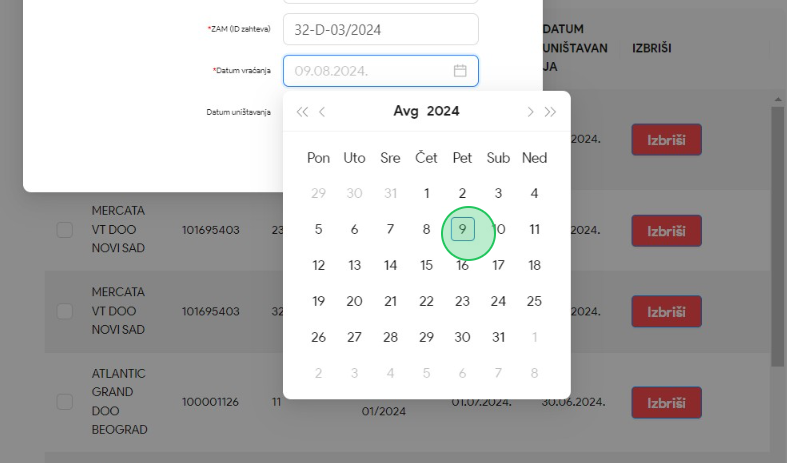 *ZAM (ID zahteva)
32-D-03/2024
*Datum vraćanja
09.08.2024.
Datum uništavanja
DATUM
UNIŠTAVAN
JA
IZBRIŠI
Avg 2024
Pon Uto Sre Čet Pet Sub Ned
29 30 31 1 2 3 4
5 6 7 8 9 10 11
12 13 14 15 16 17 18
19 20 21 22 23 24 25
26 27 28 29 30 31 1
2 3 4 5 6 7 8
2024.
Izbriši
MERCATA
VT DOO
NOVI SAD
101695403
23
2024.
Izbriši
MERCATA
VT DOO
NOVI SAD
101695403
32
2024.
Izbriši
ATLANTIC
GRAND
DOO
BEOGRAD
100001126
11
01/2024
01.07.2024.
30.06.2024.
Izbriši